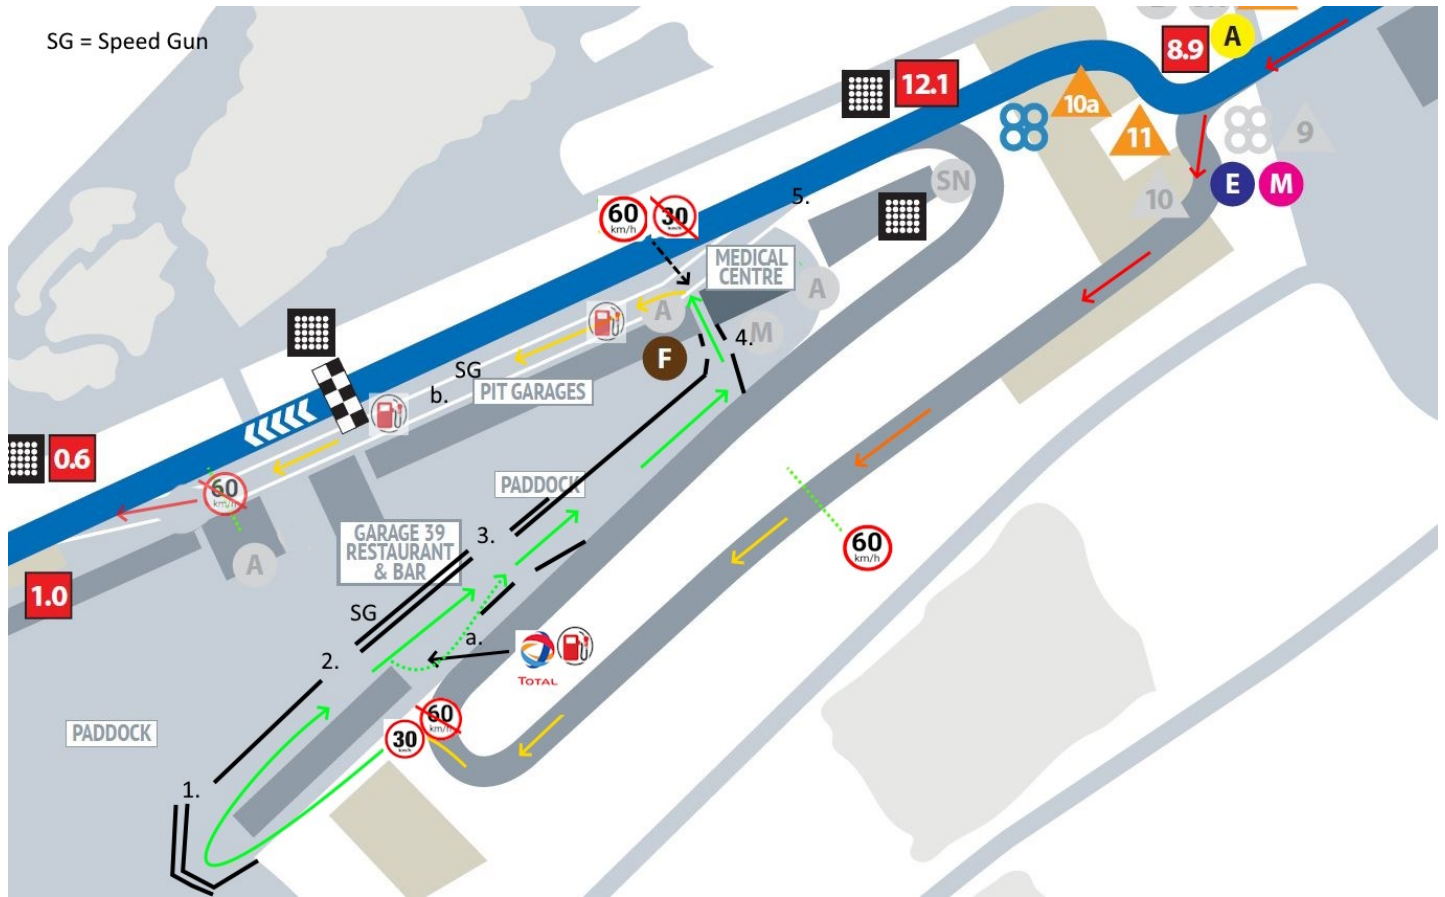 SG = Speed Gun
A
8.9
12.1
10a
11
9
10
E
M
SN
5.
60
km/h
30
MEDICAL
CENTRE
A
A
M
4.
F
SG
b.
PIT GARAGES
0.6
60
km/h
PADDOCK
3.
GARAGE 39
RESTAURANT
& BAR
A
60
km/h
1.0
SG
a.
2.
TOTAL
60
km/h
30
km/h
PADDOCK
1.